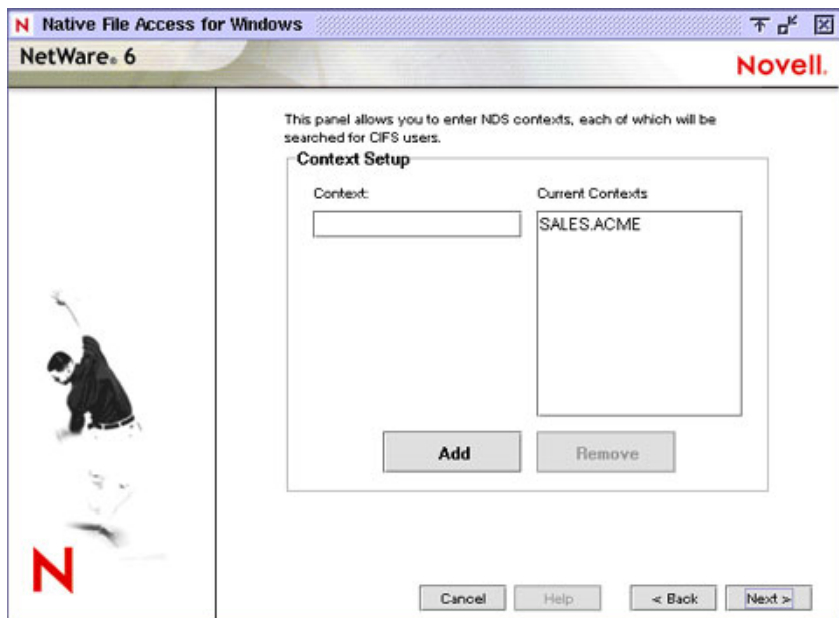 N Native File Access for Windows
NetWare® 6
Novell.
This panel allows you to enter NDS contexts, each of which will be
searched for CIFS users.
Context Setup
Context:
Current Contexts
SALES.ACME
Add
Remove
N
Cancel
Help
< Back
Next >